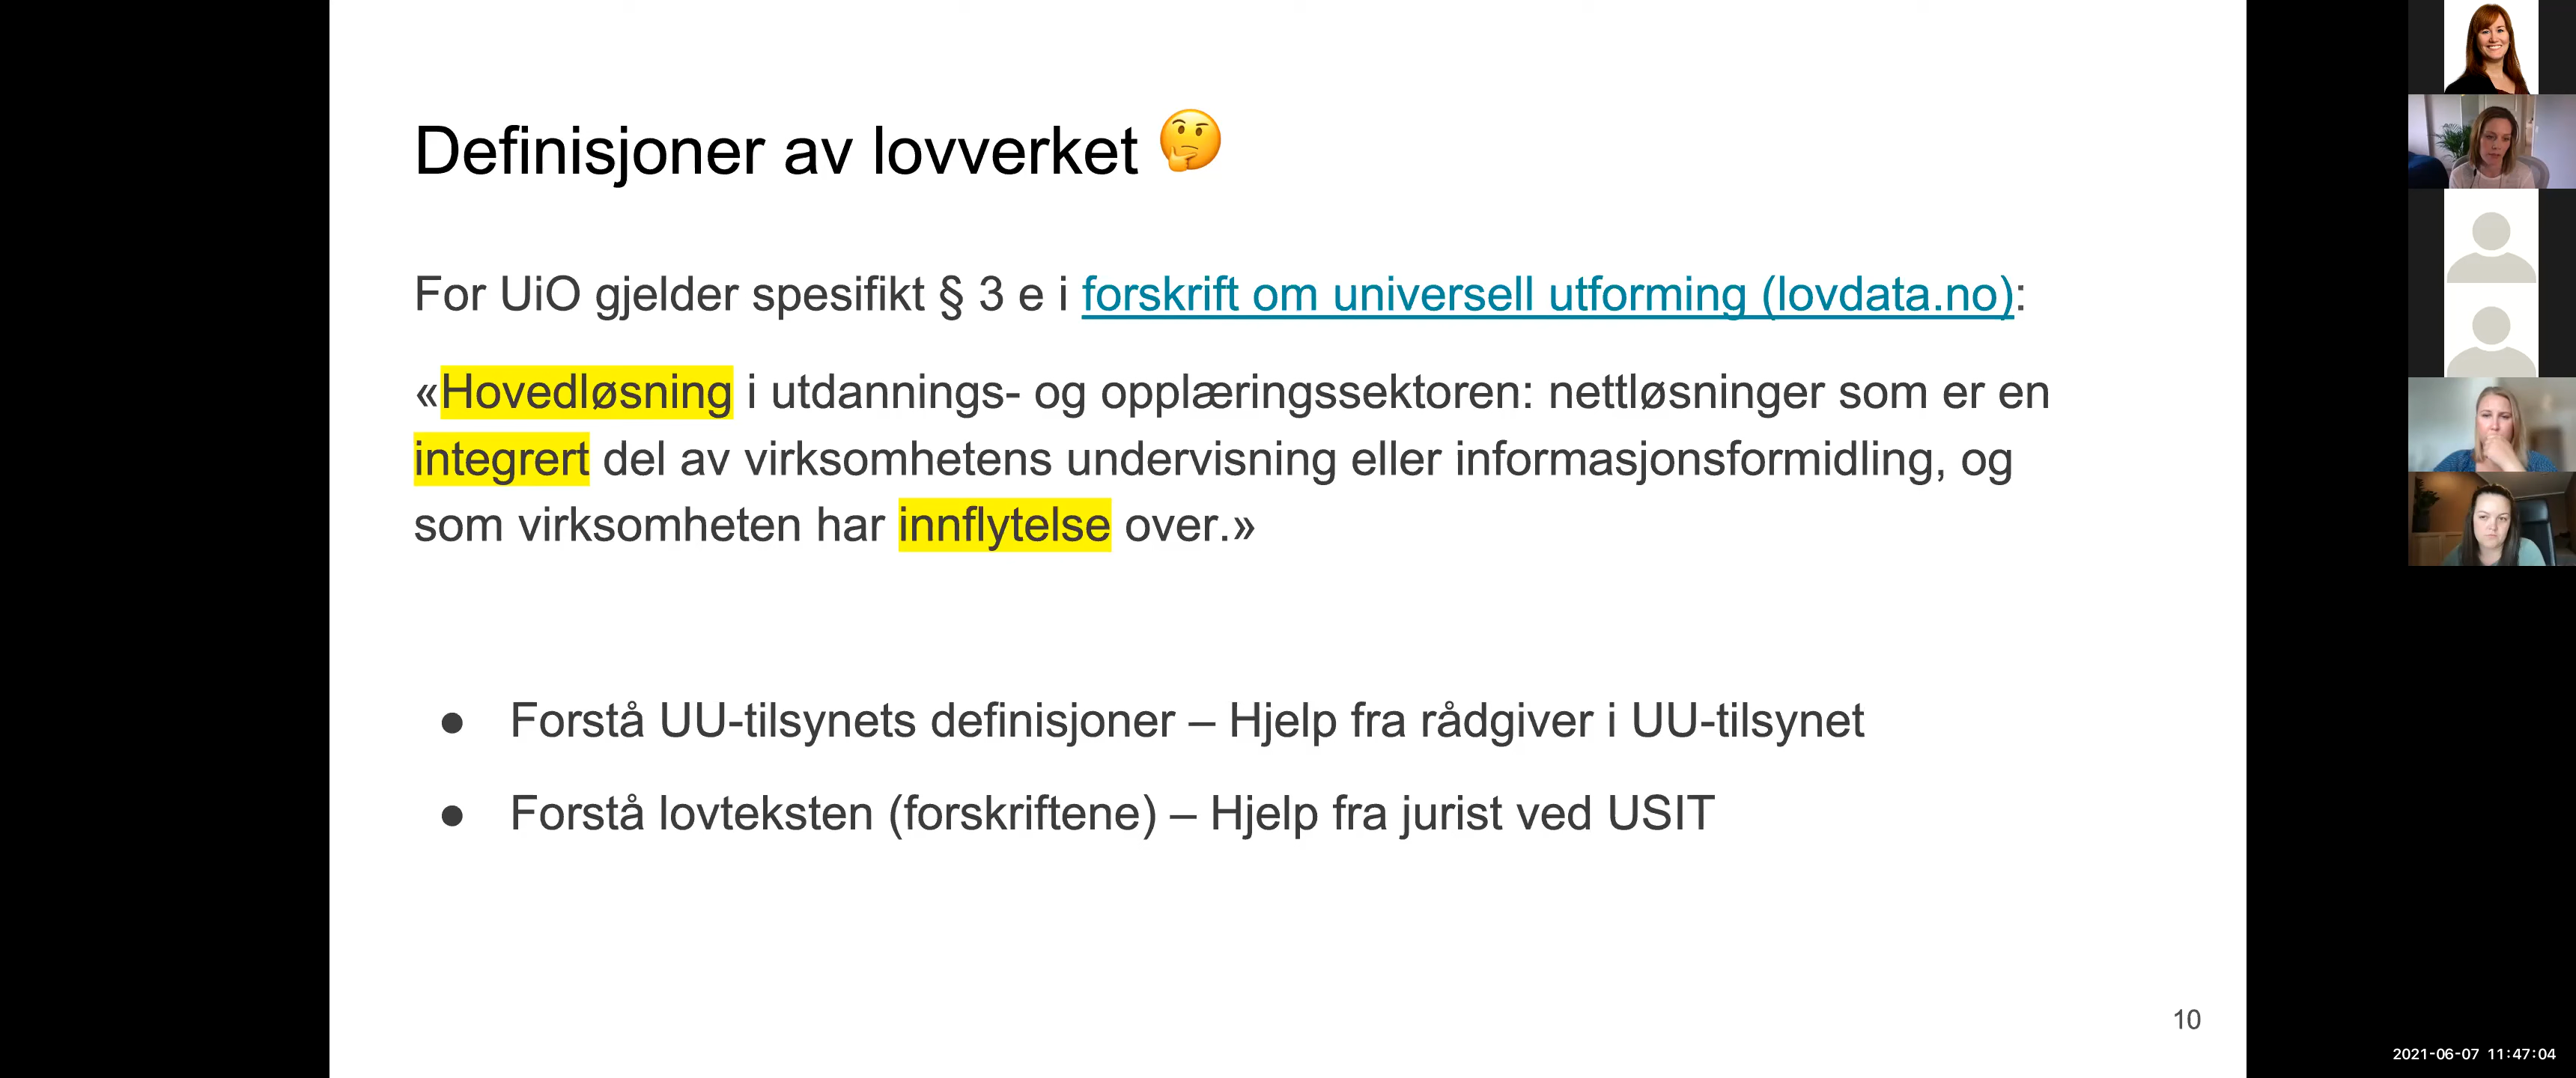 Definisjoner av lovverket 🤔
For UiO gjelder spesifikt § 3 e i forskrift om universell utforming (lovdata.no):
«Hovedløsning i utdannings- og opplæringssektoren: nettløsninger som er en
integrert del av virksomhetens undervisning eller informasjonsformidling, og
som virksomheten har innflytelse over.»
● Forstå UU-tilsynets definisjoner – Hjelp fra rådgiver i UU-tilsynet
● Forstå lovteksten (forskriftene) – Hjelp fra jurist ved USIT
10
2021-06-07 11:47:04